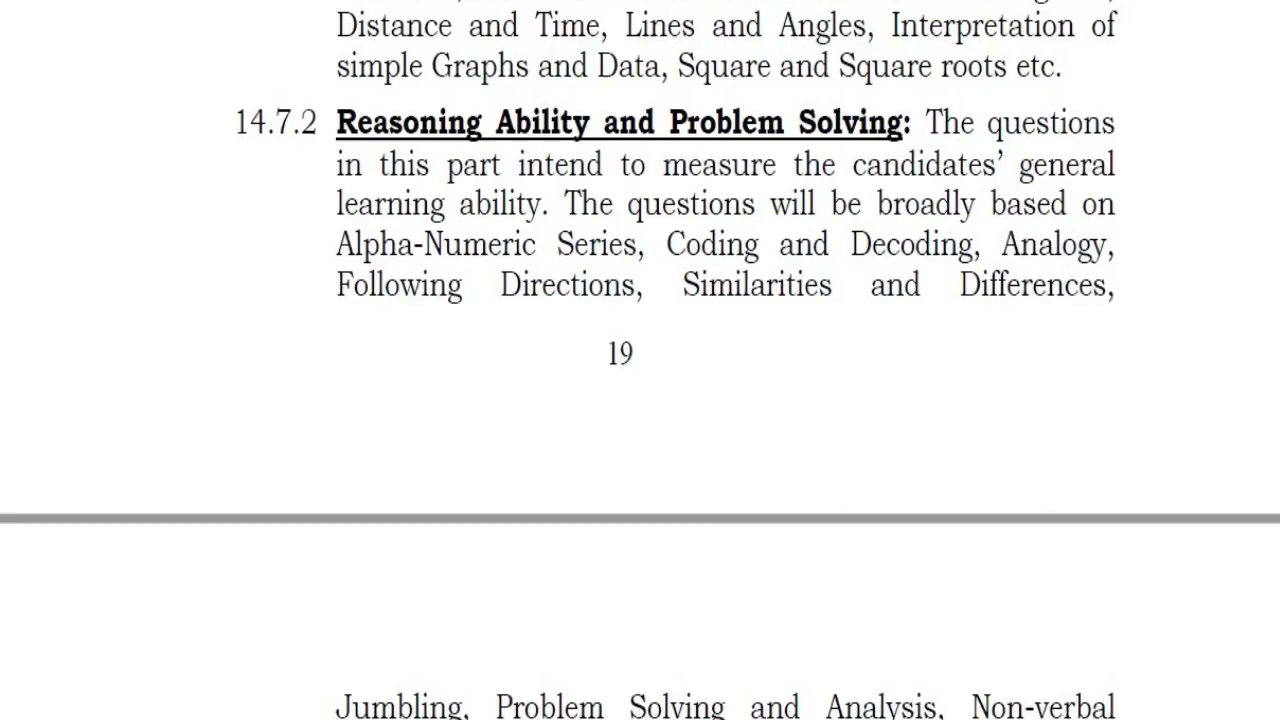 Distance and Time, Lines and Angles, Interpretation of
simple Graphs and Data, Square and Square roots etc.
14.7.2 Reasoning Ability and Problem Solving: The questions
in this part intend to measure the candidates’ general
learning ability. The questions will be broadly based on
Alpha-Numeric Series, Coding and Decoding, Analogy,
Following Directions, Similarities and Differences,
19
Jumbling, Problem Solving and Analysis, Non-verbal